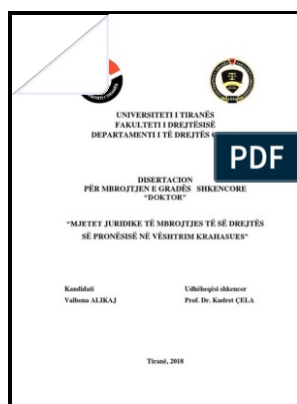 UNIVERSITETI I TIRANËS
FAKULTETI I DREJTËSISË
DEPARTAMENTI I TË DREJTËS
PDF
DISERTACION
PËR MBROJTJEN E GRADËS SHKENCORE
"DOKTOR"
"MJETET JURIDIKE TË MBROJTJES TË SË DREJTËS
SË PRONËSISË NË VËSHTRIM KRAHASUES"
Kandidati Udhëheqësi shkencor
Valbona ALIKAJ Prof. Dr. Kudret ÇELA
Tiranë, 2018